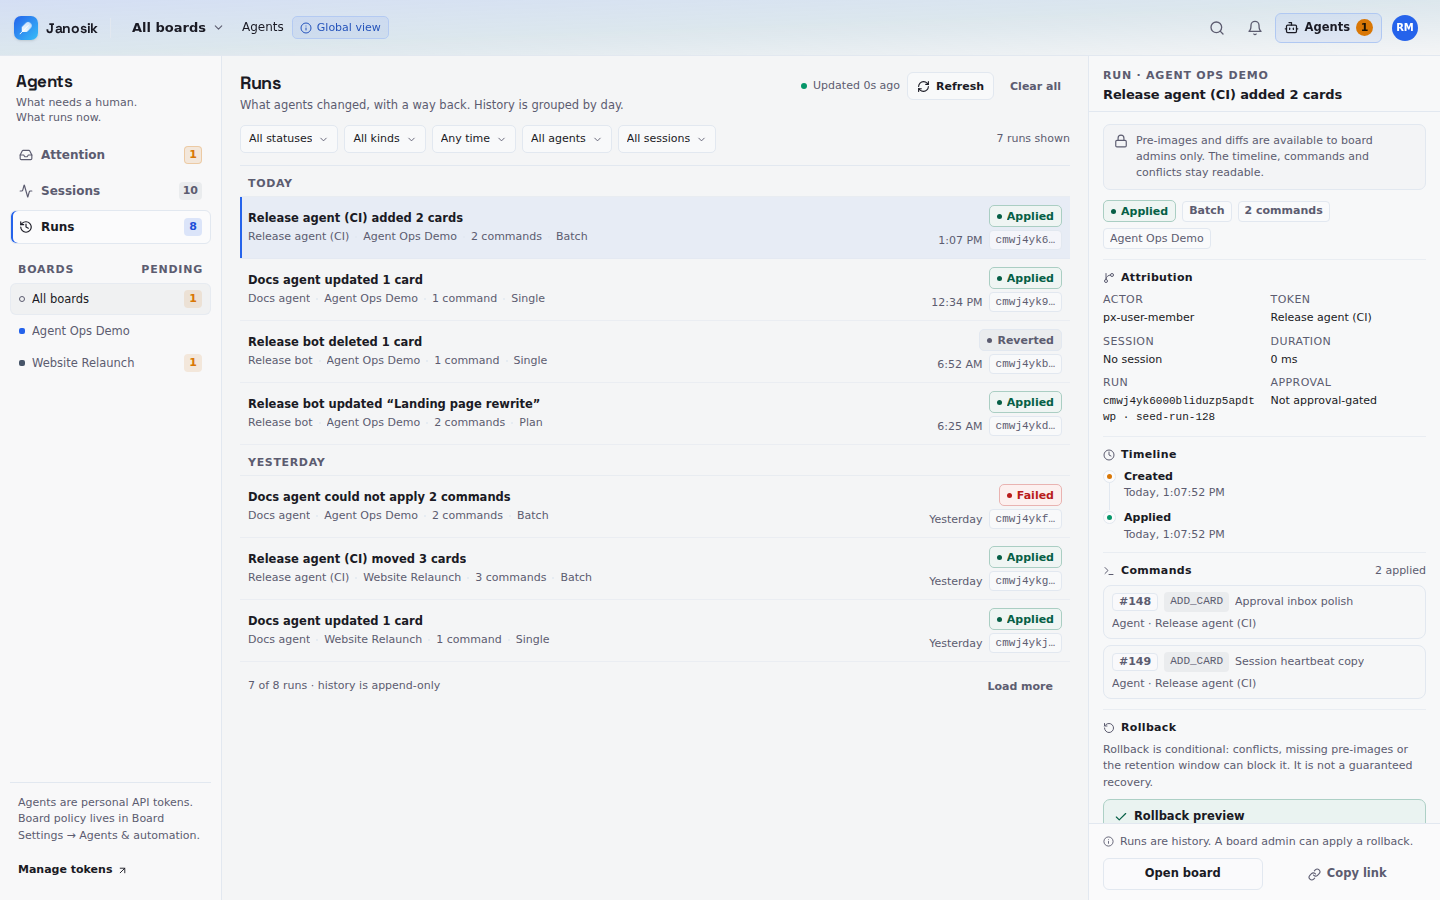 Janosik
All boards
Agents
Global view
Agents
1
RM
Agents
What needs a human.
What runs now.
Attention
1
Sessions
10
Runs
8
BOARDS
PENDING
All boards
1
Agent Ops Demo
Website Relaunch
1
Agents are personal API tokens.
Board policy lives in Board
Settings → Agents & automation.
Manage tokens
Runs
What agents changed, with a way back. History is grouped by day.
Updated 0s ago
Refresh
Clear all
All statuses
All kinds
Any time
All agents
All sessions
7 runs shown
TODAY
Release agent (CI) added 2 cards
Applied
Release agent (CI) · Agent Ops Demo · 2 commands · Batch
1:07 PM
cmwj4yk6…
Docs agent updated 1 card
Applied
Docs agent · Agent Ops Demo · 1 command · Single
12:34 PM
cmwj4yk9…
Release bot deleted 1 card
Reverted
Release bot · Agent Ops Demo · 1 command · Single
6:52 AM
cmwj4ykb…
Release bot updated “Landing page rewrite”
Applied
Release bot · Agent Ops Demo · 2 commands · Plan
6:25 AM
cmwj4ykd…
YESTERDAY
Docs agent could not apply 2 commands
Failed
Docs agent · Agent Ops Demo · 2 commands · Batch
Yesterday
cmwj4ykf…
Release agent (CI) moved 3 cards
Applied
Release agent (CI) · Website Relaunch · 3 commands · Batch
Yesterday
cmwj4ykg…
Docs agent updated 1 card
Applied
Docs agent · Website Relaunch · 1 command · Single
Yesterday
cmwj4ykj…
7 of 8 runs · history is append-only
Load more
RUN · AGENT OPS DEMO
Release agent (CI) added 2 cards
Pre-images and diffs are available to board
admins only. The timeline, commands and
conflicts stay readable.
Applied
Batch
2 commands
Agent Ops Demo
Attribution
ACTOR
TOKEN
px-user-member
Release agent (CI)
SESSION
DURATION
No session
0 ms
RUN
APPROVAL
cmwj4yk6000bliduzp5apdt
Not approval-gated
wp · seed-run-128
Timeline
Created
Today, 1:07:52 PM
Applied
Today, 1:07:52 PM
Commands
2 applied
#148
ADD_CARD
Approval inbox polish
Agent · Release agent (CI)
#149
ADD_CARD
Session heartbeat copy
Agent · Release agent (CI)
Rollback
Rollback is conditional: conflicts, missing pre-images or
the retention window can block it. It is not a guaranteed
recovery.
Rollback preview
Runs are history. A board admin can apply a rollback.
Open board
Copy link